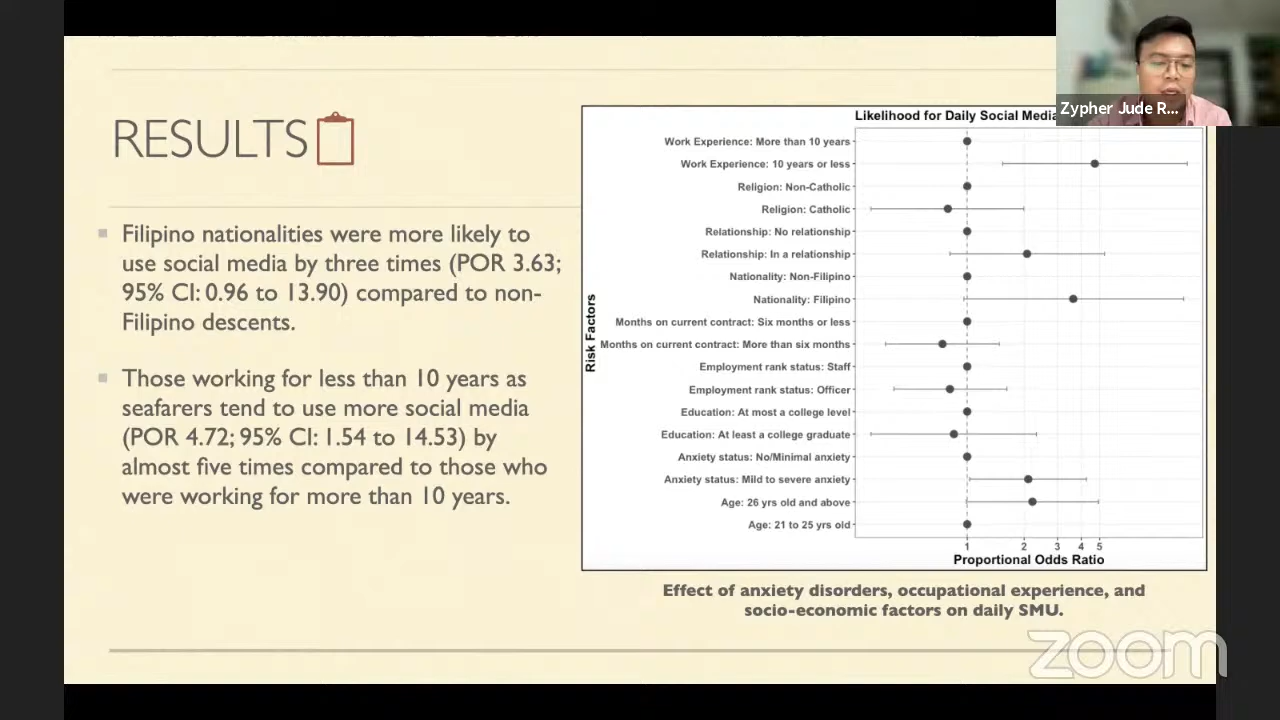 Zypher Jude R...
RESULTS
Filipino nationalities were more likely to
use social media by three times (POR 3.63;
95% CI: 0.96 to 13.90) compared to non-
Filipino descents.
Those working for less than 10 years as
seafarers tend to use more social media
(POR 4.72; 95% CI: 1.54 to 14.53) by
almost five times compared to those who
were working for more than 10 years.
Likelihood for Daily Social Media
Risk Factors
Work Experience: More than 10 years
Work Experience: 10 years or less
Religion: Non-Catholic
Religion: Catholic
Relationship: No relationship
Relationship: In a relationship
Nationality: Non-Filipino
Nationality: Filipino
Months on current contract: Six months or less
Months on current contract: More than six months
Employment rank status: Staff
Employment rank status: Officer
Education: At most a college level
Education: At least a college graduate
Anxiety status: No/Minimal anxiety
Anxiety status: Mild to severe anxiety
Age: 26 yrs old and above
Age: 21 to 25 yrs old
1 2 3 4 5
Proportional Odds Ratio
Effect of anxiety disorders, occupational experience, and
socio-economic factors on daily SMU.
zoom